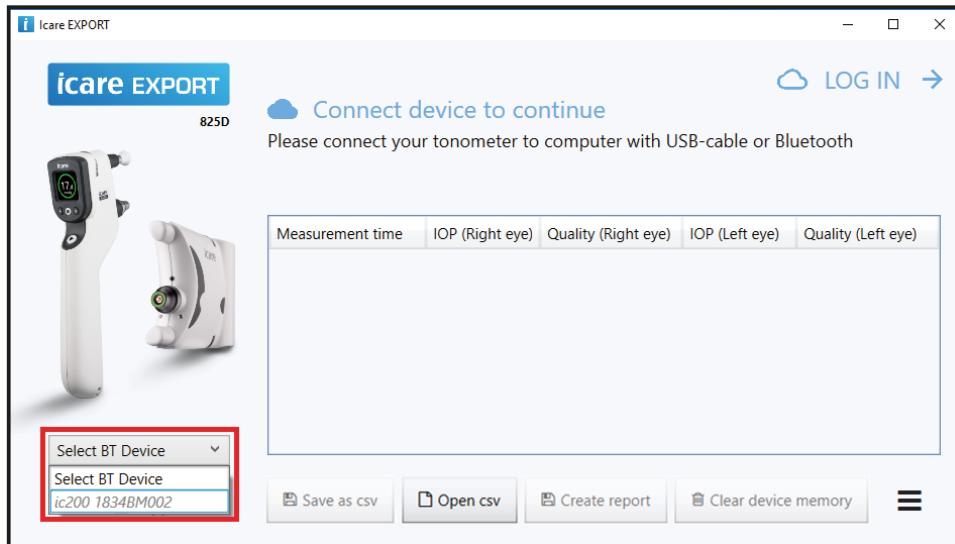 Icare EXPORT
icare EXPORT
825D
LOG IN
Connect device to continue
Please connect your tonometer to computer with USB-cable or Bluetooth
Measurement time IOP (Right eye) Quality (Right eye) IOP (Left eye) Quality (Left eye)
Select BT Device
Select BT Device
ic200 1834BM002
Save as csv Open csv Create report Clear device memory